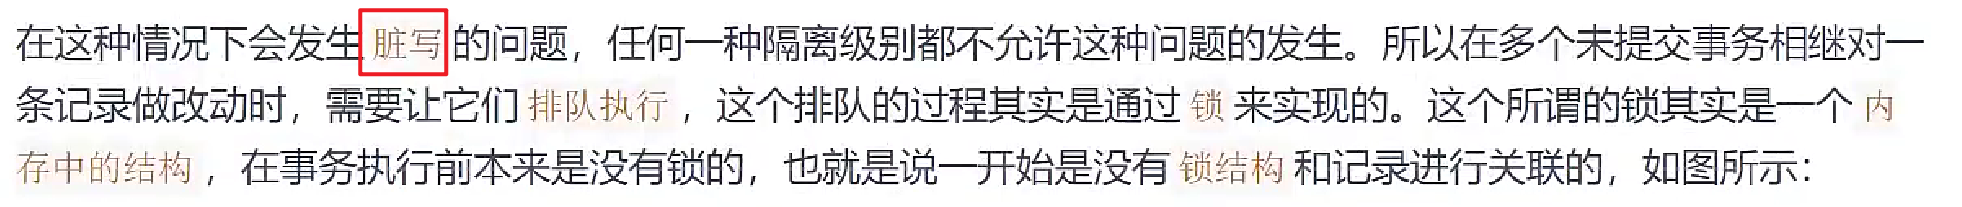 在这种情况下会发生 脏写 的问题，任何一种隔离级别都不允许这种问题的发生。所以在多个未提交事务相继对一
条记录做改动时，需要让它们 排队执行 ，这个排队的过程其实是通过 锁 来实现的。这个所谓的锁其实是一个 内
存中的结构 ，在事务执行前本来是没有锁的，也就是说一开始是没有 锁结构 和记录进行关联的，如图所示：